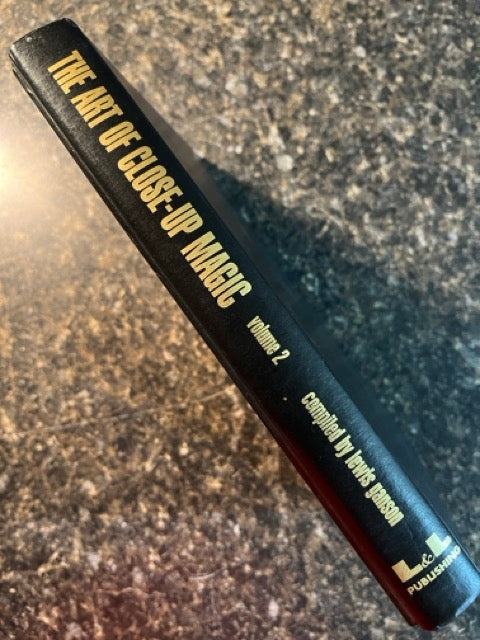 THE ART OF CLOSE-UP MAGIC
volume 2
compiled by lewis ganson
L&L
PUBLISHING